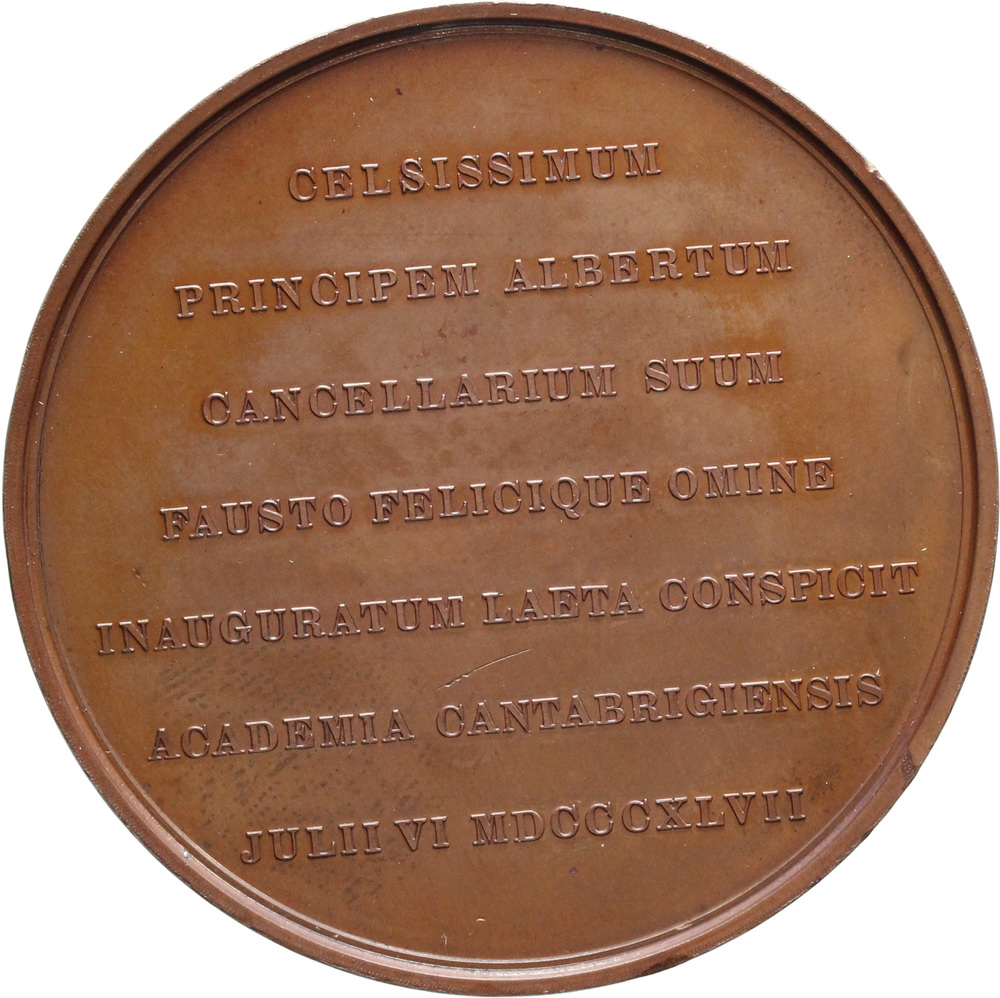 CELSISSIMUM
PRINCIPEM ALBERTUM
CANCELLARIUM SUUM
FAUSTO FELICIQUE OMINE
INAUGURATUM LAETA CONSPICIT
ACADEMIA CANTABRIGIENSIS
JULII VI MDCCCXLVII